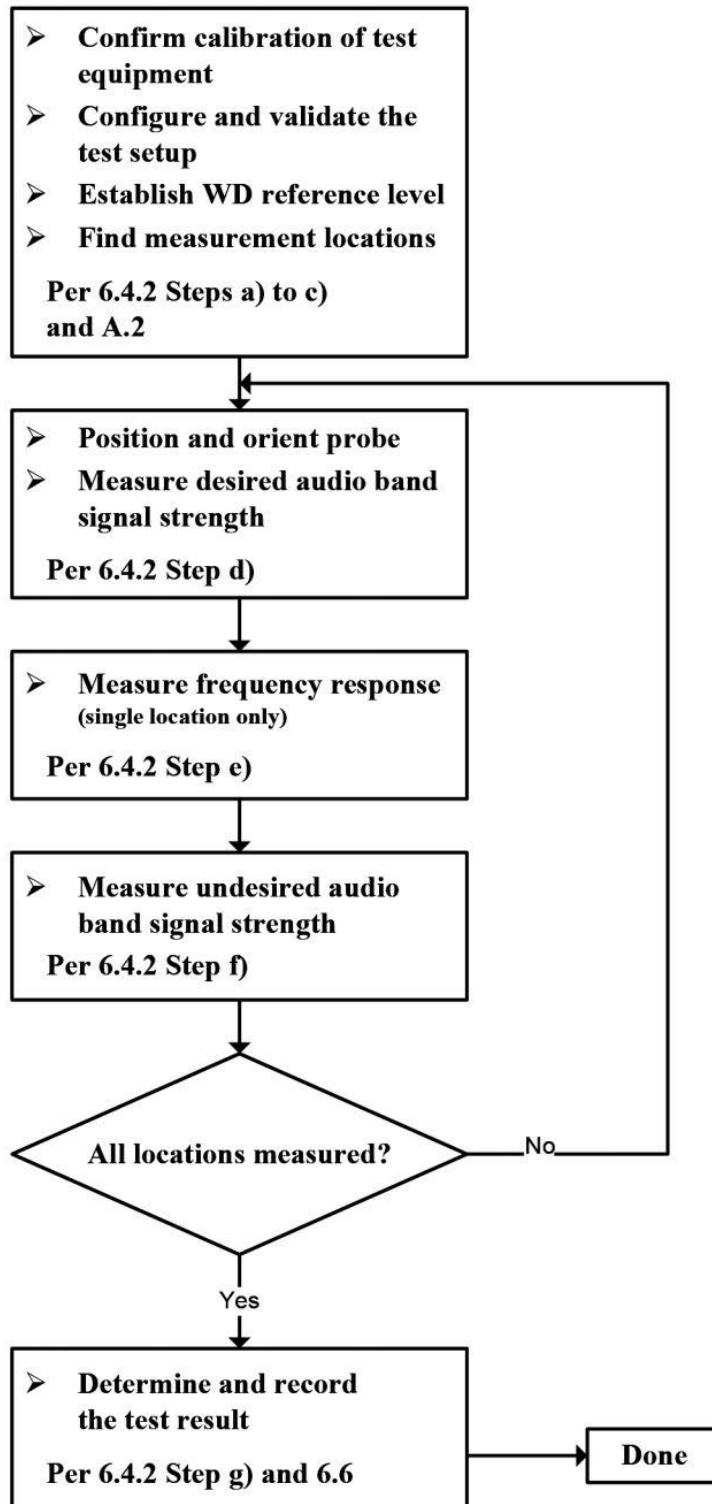 ➢ Confirm calibration of test
equipment
➢ Configure and validate the
test setup
➢ Establish WD reference level
➢ Find measurement locations
Per 6.4.2 Steps a) to c)
and A.2
➢ Position and orient probe
➢ Measure desired audio band
signal strength
Per 6.4.2 Step d)
➢ Measure frequency response
(single location only)
Per 6.4.2 Step e)
➢ Measure undesired audio
band signal strength
Per 6.4.2 Step f)
All locations measured?
No
Yes
➢ Determine and record
the test result
Per 6.4.2 Step g) and 6.6
Done